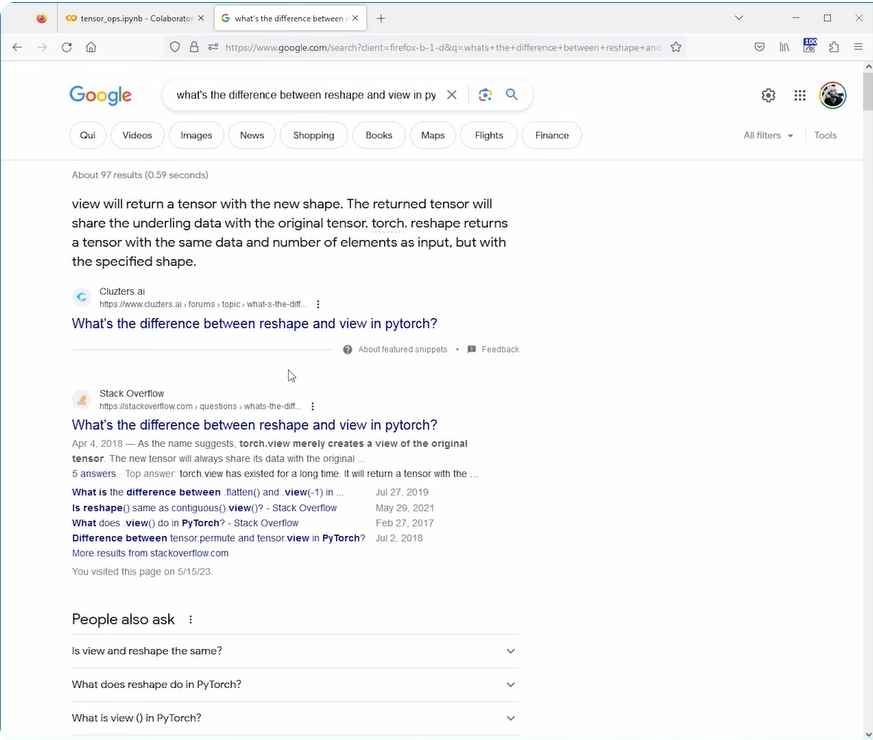 tensor_ops.ipynb - Colaborator
what's the difference between r
https://www.google.com/search?client=firefox-b-1-d&q=whats+the+difference+between+reshape+and
100
Google
what's the difference between reshape and view in py
Qui
Videos
Images
News
Shopping
Books
Maps
Flights
Finance
All filters
Tools
About 97 results (0.59 seconds)
view will return a tensor with the new shape. The returned tensor will
share the underling data with the original tensor. torch. reshape returns
a tensor with the same data and number of elements as input, but with
the specified shape.
Cluzters.ai
https://www.cluzters.ai › forums › topic › what-s-the-diff...
What's the difference between reshape and view in pytorch?
About featured snippets • Feedback
Stack Overflow
https://stackoverflow.com › questions › whats-the-diff...
What's the difference between reshape and view in pytorch?
Apr 4, 2018 — As the name suggests, torch.view merely creates a view of the original
tensor. The new tensor will always share its data with the original ...
5 answers · Top answer: torch.view has existed for a long time. It will return a tensor with the ...
What is the difference between .flatten() and .view(-1) in ... Jul 27, 2019
Is reshape() same as contiguous().view()? - Stack Overflow May 29, 2021
What does .view() do in PyTorch? - Stack Overflow Feb 27, 2017
Difference between tensor.permute and tensor.view in PyTorch? Jul 2, 2018
More results from stackoverflow.com
You visited this page on 5/15/23.
People also ask
Is view and reshape the same?
What does reshape do in PyTorch?
What is view () in PyTorch?